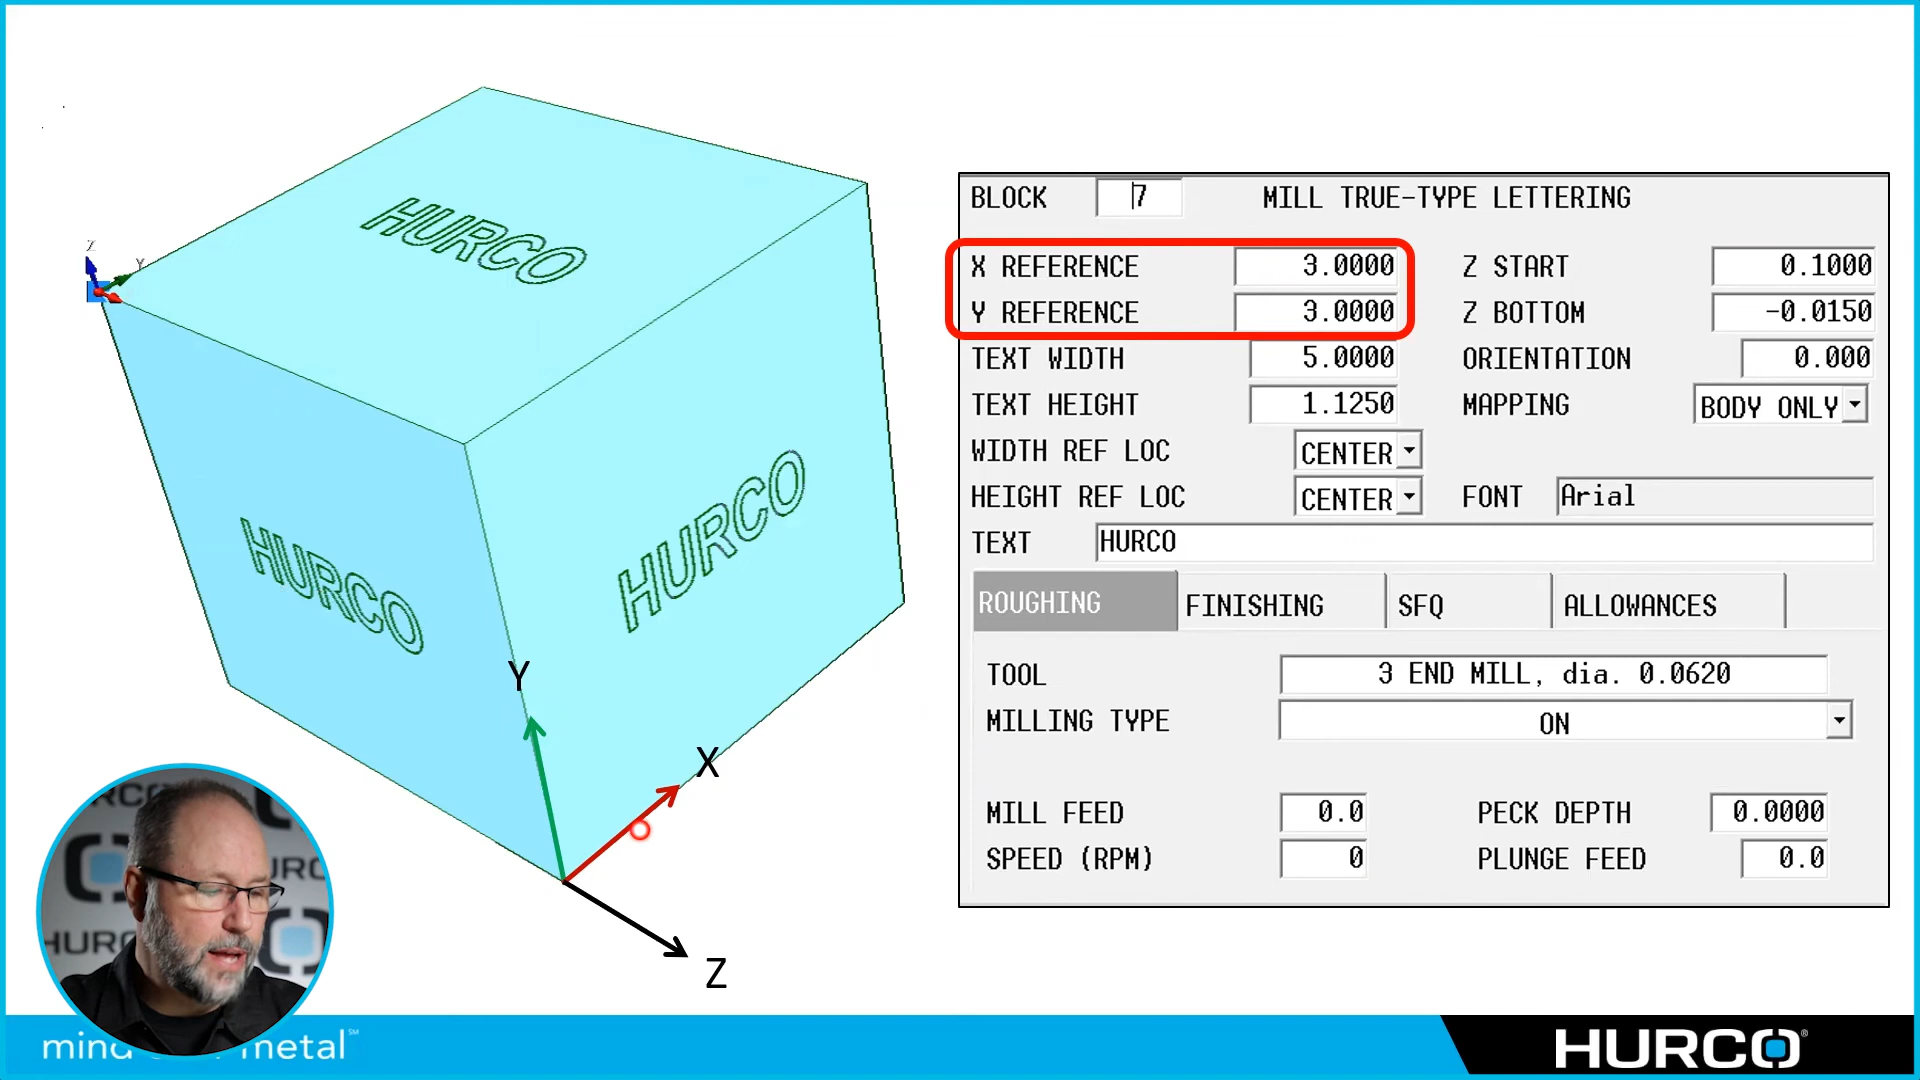 HURCO
Z
Y
HURCO
HURCO
Y
X
Z
BLOCK 7 MILL TRUE-TYPE LETTERING
X REFERENCE 3.0000 Z START 0.1000
Y REFERENCE 3.0000 Z BOTTOM -0.0150
TEXT WIDTH 5.0000 ORIENTATION 0.000
TEXT HEIGHT 1.1250 MAPPING BODY ONLY
WIDTH REF LOC CENTER
HEIGHT REF LOC CENTER FONT Arial
TEXT HURCO
ROUGHING FINISHING SFQ ALLOWANCES
TOOL 3 END MILL, dia. 0.0620
MILLING TYPE ON
MILL FEED 0.0 PECK DEPTH 0.0000
SPEED (RPM) 0 PLUNGE FEED 0.0
HURCO
metal℠
HURCO®